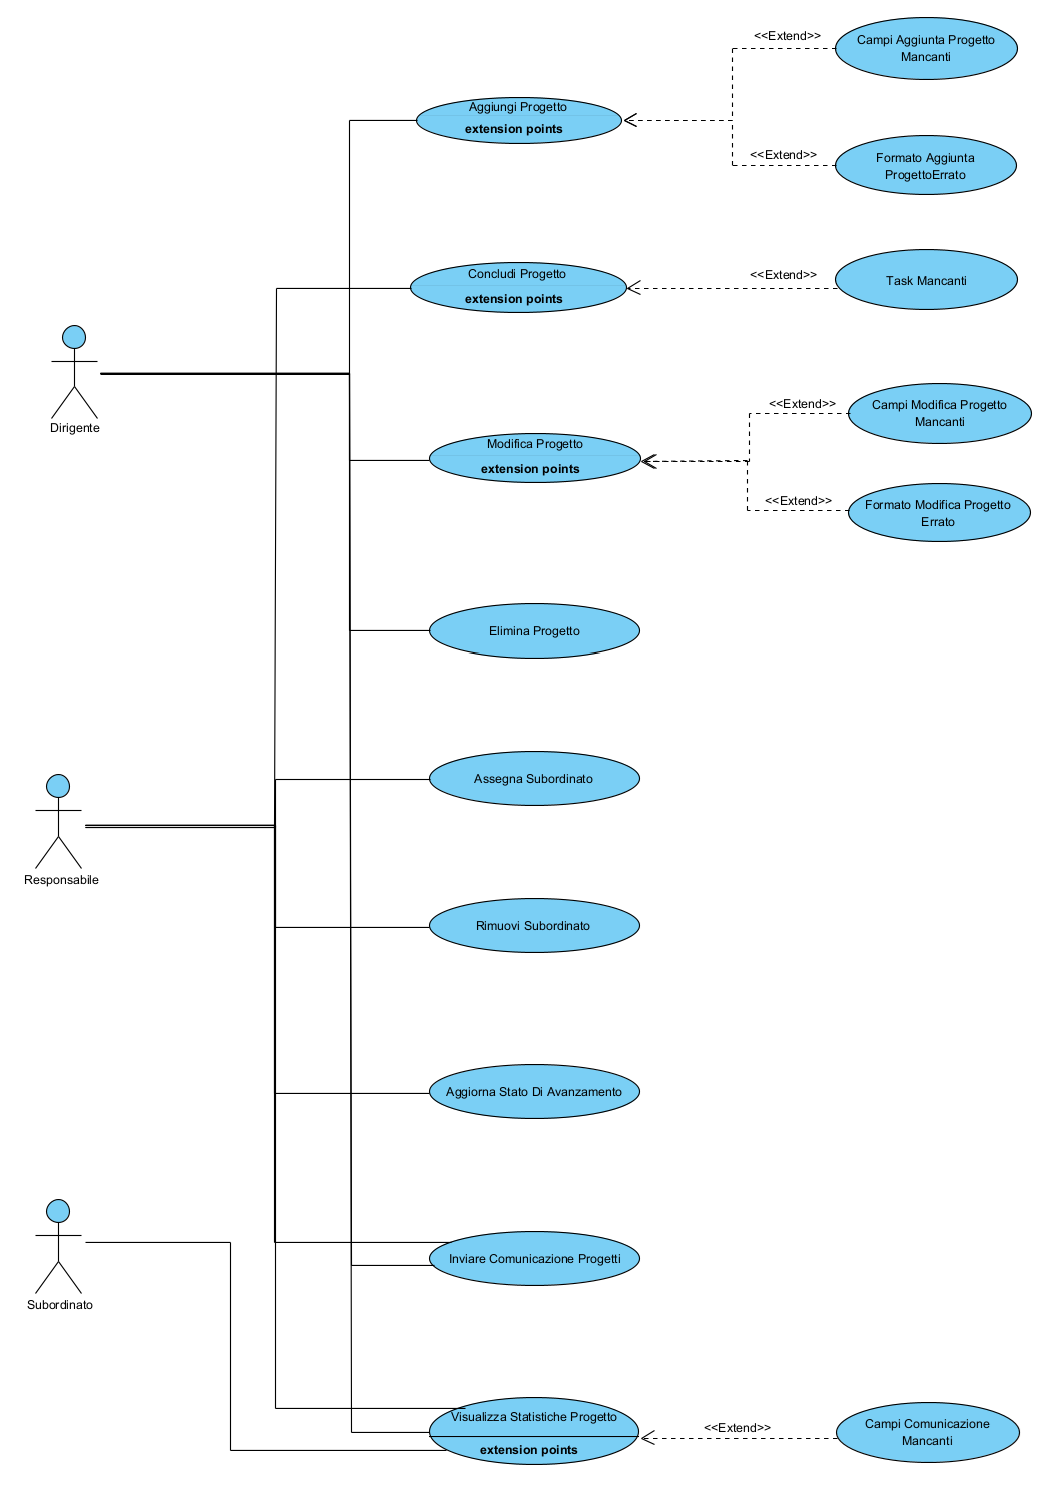 <<Extend>>
Campi Aggiunta Progetto
Mancanti
Aggiungi Progetto
extension points
<<Extend>>
Formato Aggiunta
ProgettoErrato
Concludi Progetto
extension points
<<Extend>>
Task Mancanti
Dirigente
Modifica Progetto
extension points
<<Extend>>
Campi Modifica Progetto
Mancanti
<<Extend>>
Formato Modifica Progetto
Errato
Elimina Progetto
Assegna Subordinato
Responsabile
Rimuovi Subordinato
Aggiorna Stato Di Avanzamento
Inviare Comunicazione Progetti
Subordinato
Visualizza Statistiche Progetto
extension points
<<Extend>>
Campi Comunicazione
Mancanti